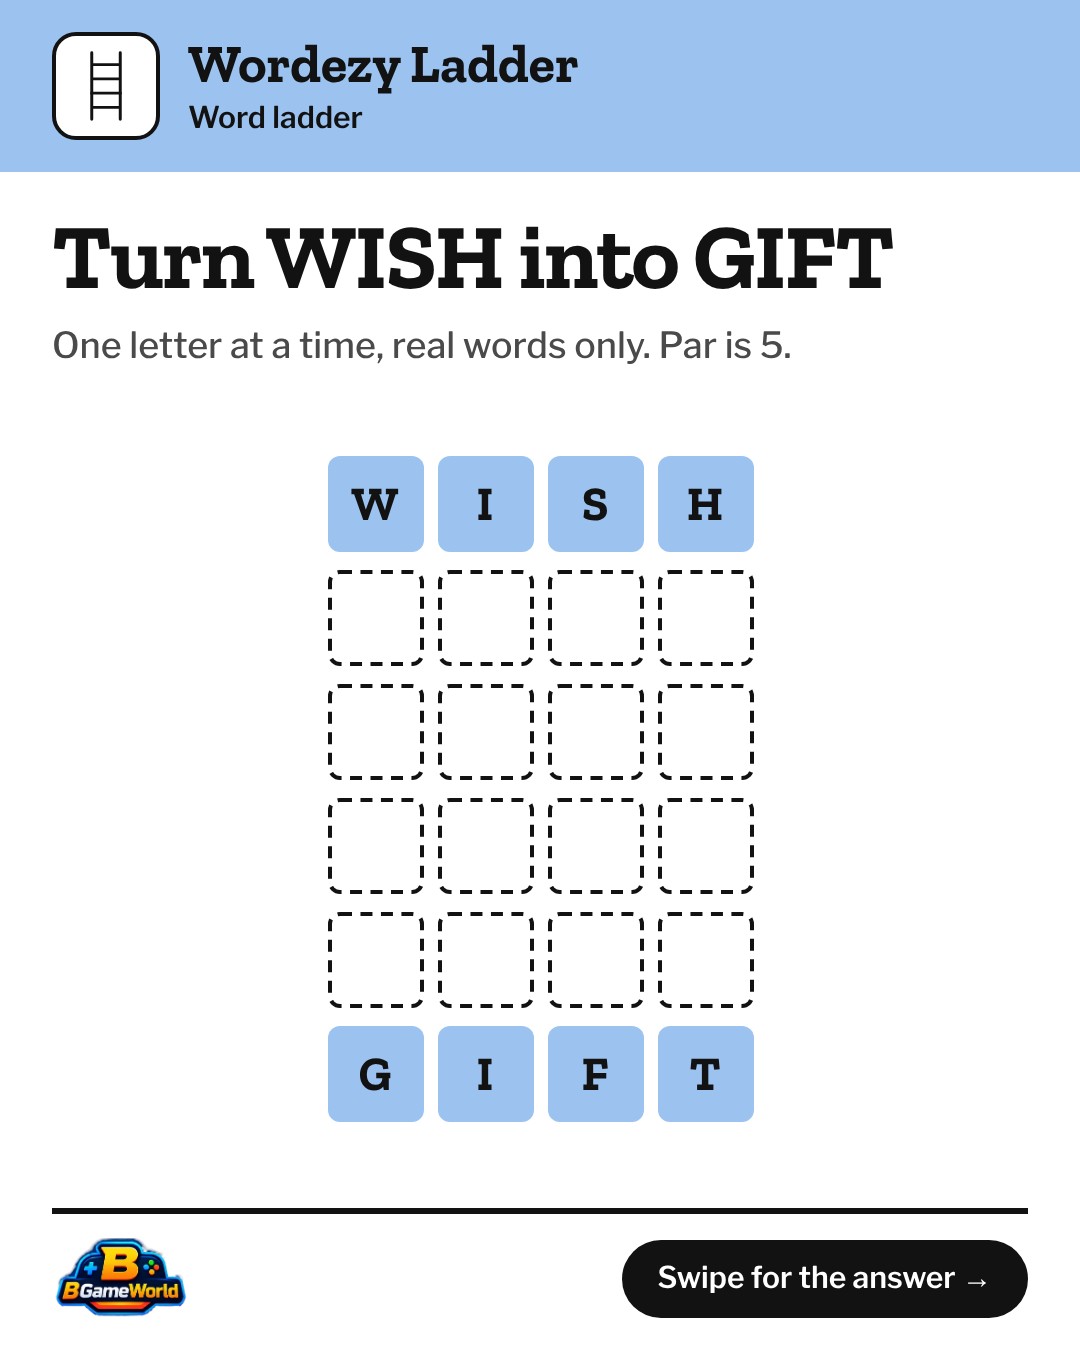 Wordezy Ladder
Word ladder
Turn WISH into GIFT
One letter at a time, real words only. Par is 5.
W I S H
G I F T
B
BGameWorld
Swipe for the answer →